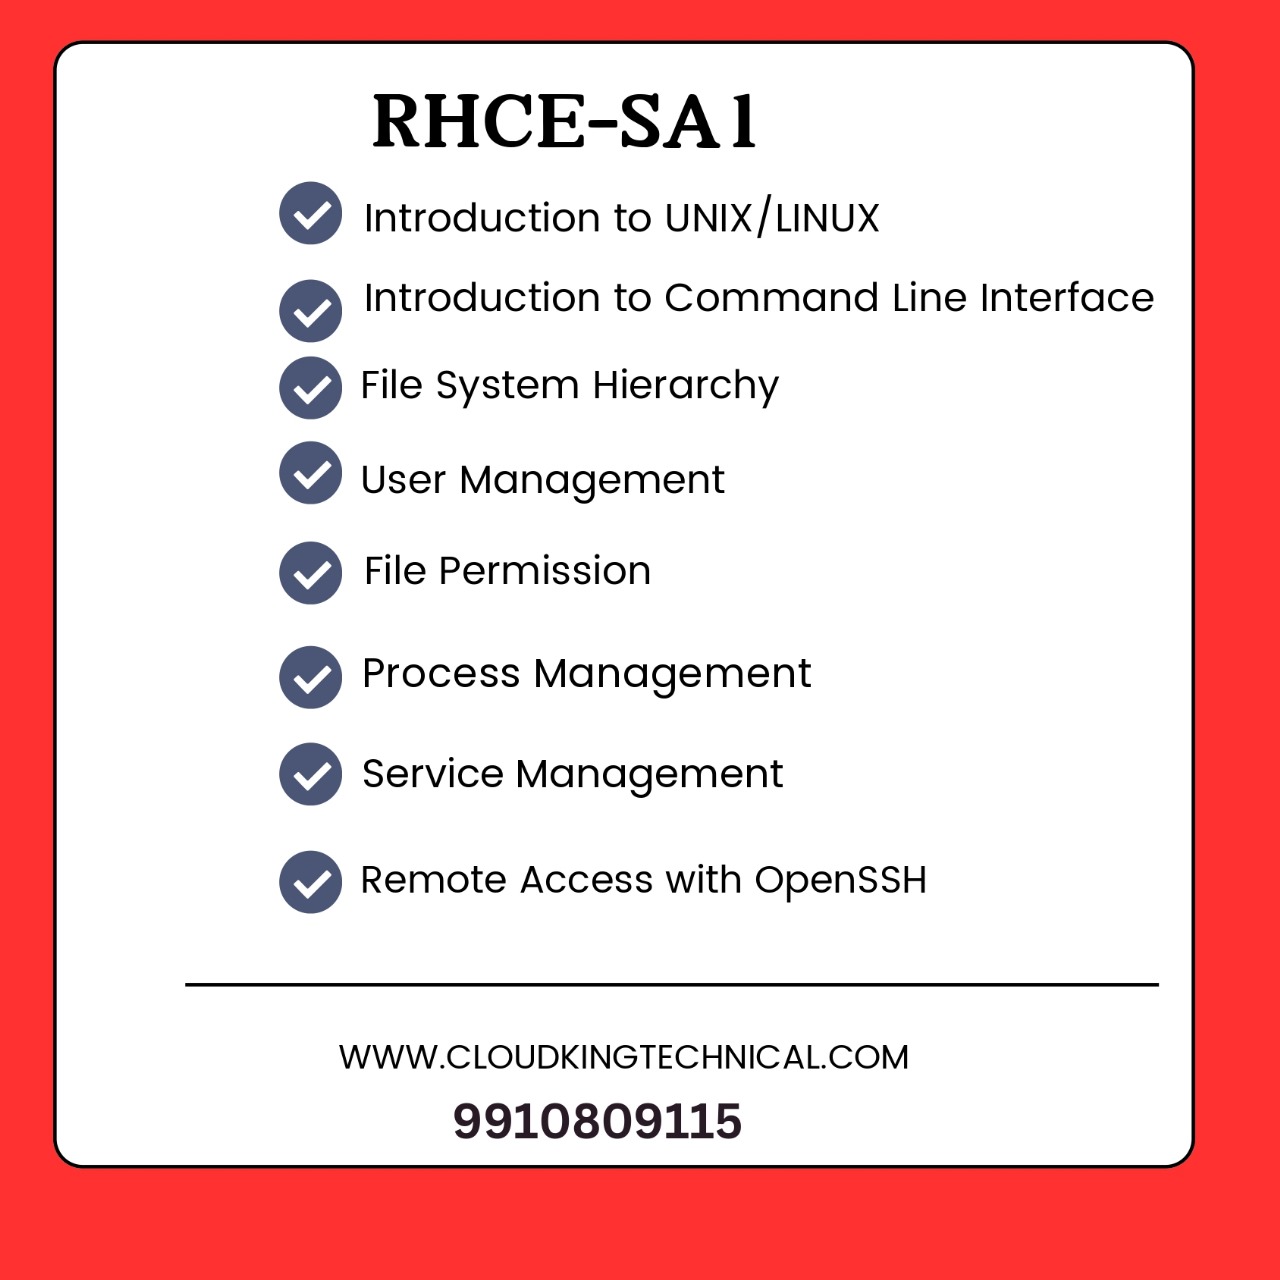 RHCE-SA1
Introduction to UNIX/LINUX
Introduction to Command Line Interface
File System Hierarchy
User Management
File Permission
Process Management
Service Management
Remote Access with OpenSSH
WWW.CLOUDKINGTECHNICAL.COM
9910809115